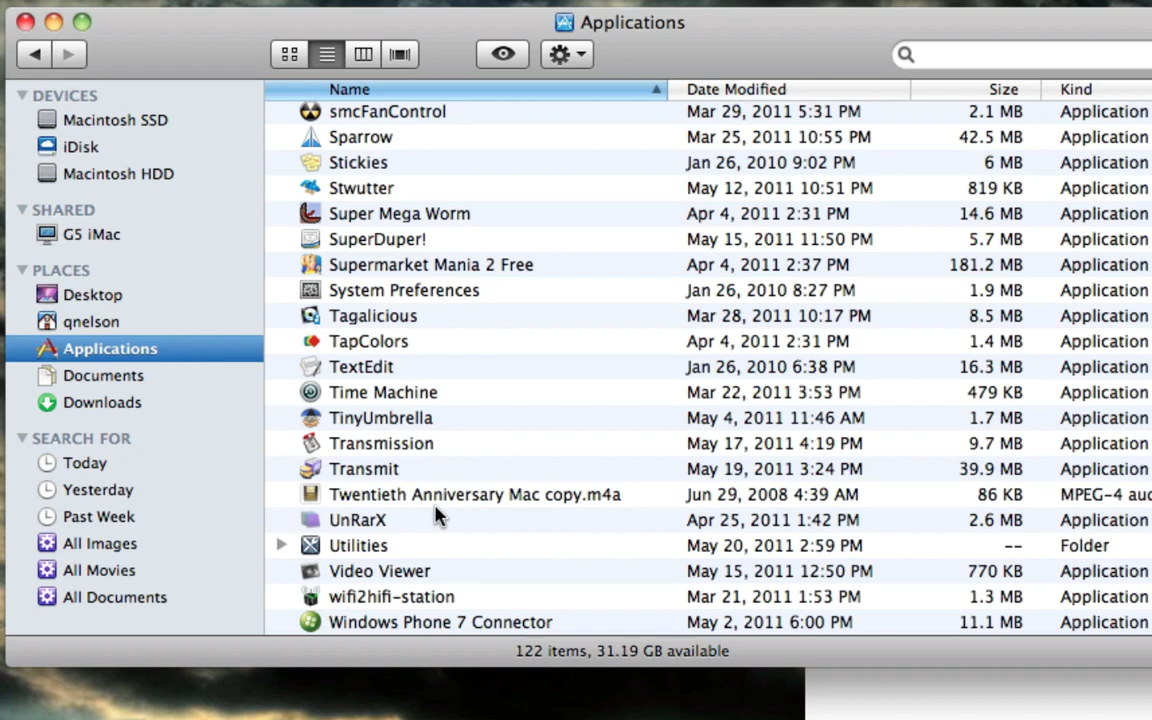 Applications
DEVICES
Macintosh SSD
iDisk
Macintosh HDD
SHARED
G5 iMac
PLACES
Desktop
qnelson
Applications
Documents
Downloads
SEARCH FOR
Today
Yesterday
Past Week
All Images
All Movies
All Documents
Name Date Modified Size Kind
smcFanControl Mar 29, 2011 5:31 PM 2.1 MB Application
Sparrow Mar 25, 2011 10:55 PM 42.5 MB Application
Stickies Jan 26, 2010 9:02 PM 6 MB Application
Stwutter May 12, 2011 10:51 PM 819 KB Application
Super Mega Worm Apr 4, 2011 2:31 PM 14.6 MB Application
SuperDuper! May 15, 2011 11:50 PM 5.7 MB Application
Supermarket Mania 2 Free Apr 4, 2011 2:37 PM 181.2 MB Application
System Preferences Jan 26, 2010 8:27 PM 1.9 MB Application
Tagalicious Mar 28, 2011 10:17 PM 8.5 MB Application
TapColors Apr 4, 2011 2:31 PM 1.4 MB Application
TextEdit Jan 26, 2010 6:38 PM 16.3 MB Application
Time Machine Mar 22, 2011 3:53 PM 479 KB Application
TinyUmbrella May 4, 2011 11:46 AM 1.7 MB Application
Transmission May 17, 2011 4:19 PM 9.7 MB Application
Transmit May 19, 2011 3:24 PM 39.9 MB Application
Twentieth Anniversary Mac copy.m4a Jun 29, 2008 4:39 AM 86 KB MPEG-4 aud
UnRarX Apr 25, 2011 1:42 PM 2.6 MB Application
Utilities May 20, 2011 2:59 PM -- Folder
Video Viewer May 15, 2011 12:50 PM 770 KB Application
wifi2hifi-station Mar 21, 2011 1:53 PM 1.3 MB Application
Windows Phone 7 Connector May 2, 2011 6:00 PM 11.1 MB Application
122 items, 31.19 GB available